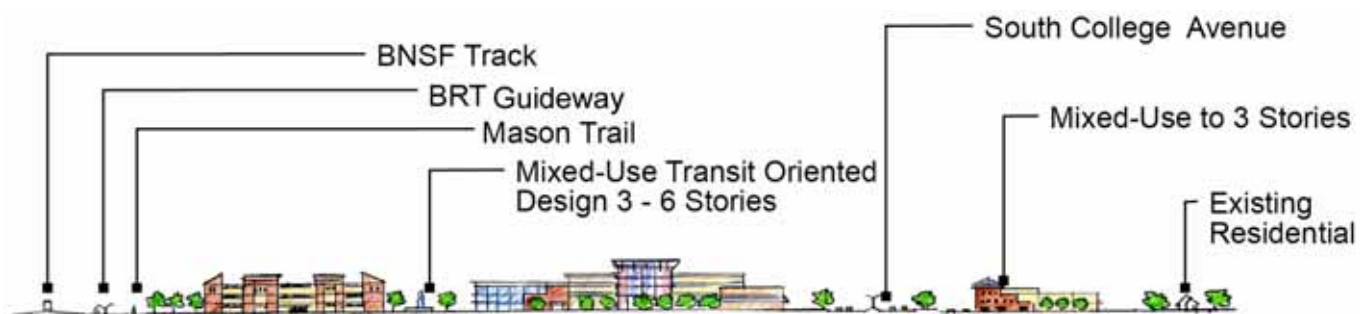 South College Avenue
BNSF Track
BRT Guideway
Mason Trail
Mixed-Use to 3 Stories
Mixed-Use Transit Oriented
Design 3 - 6 Stories
Existing
Residential